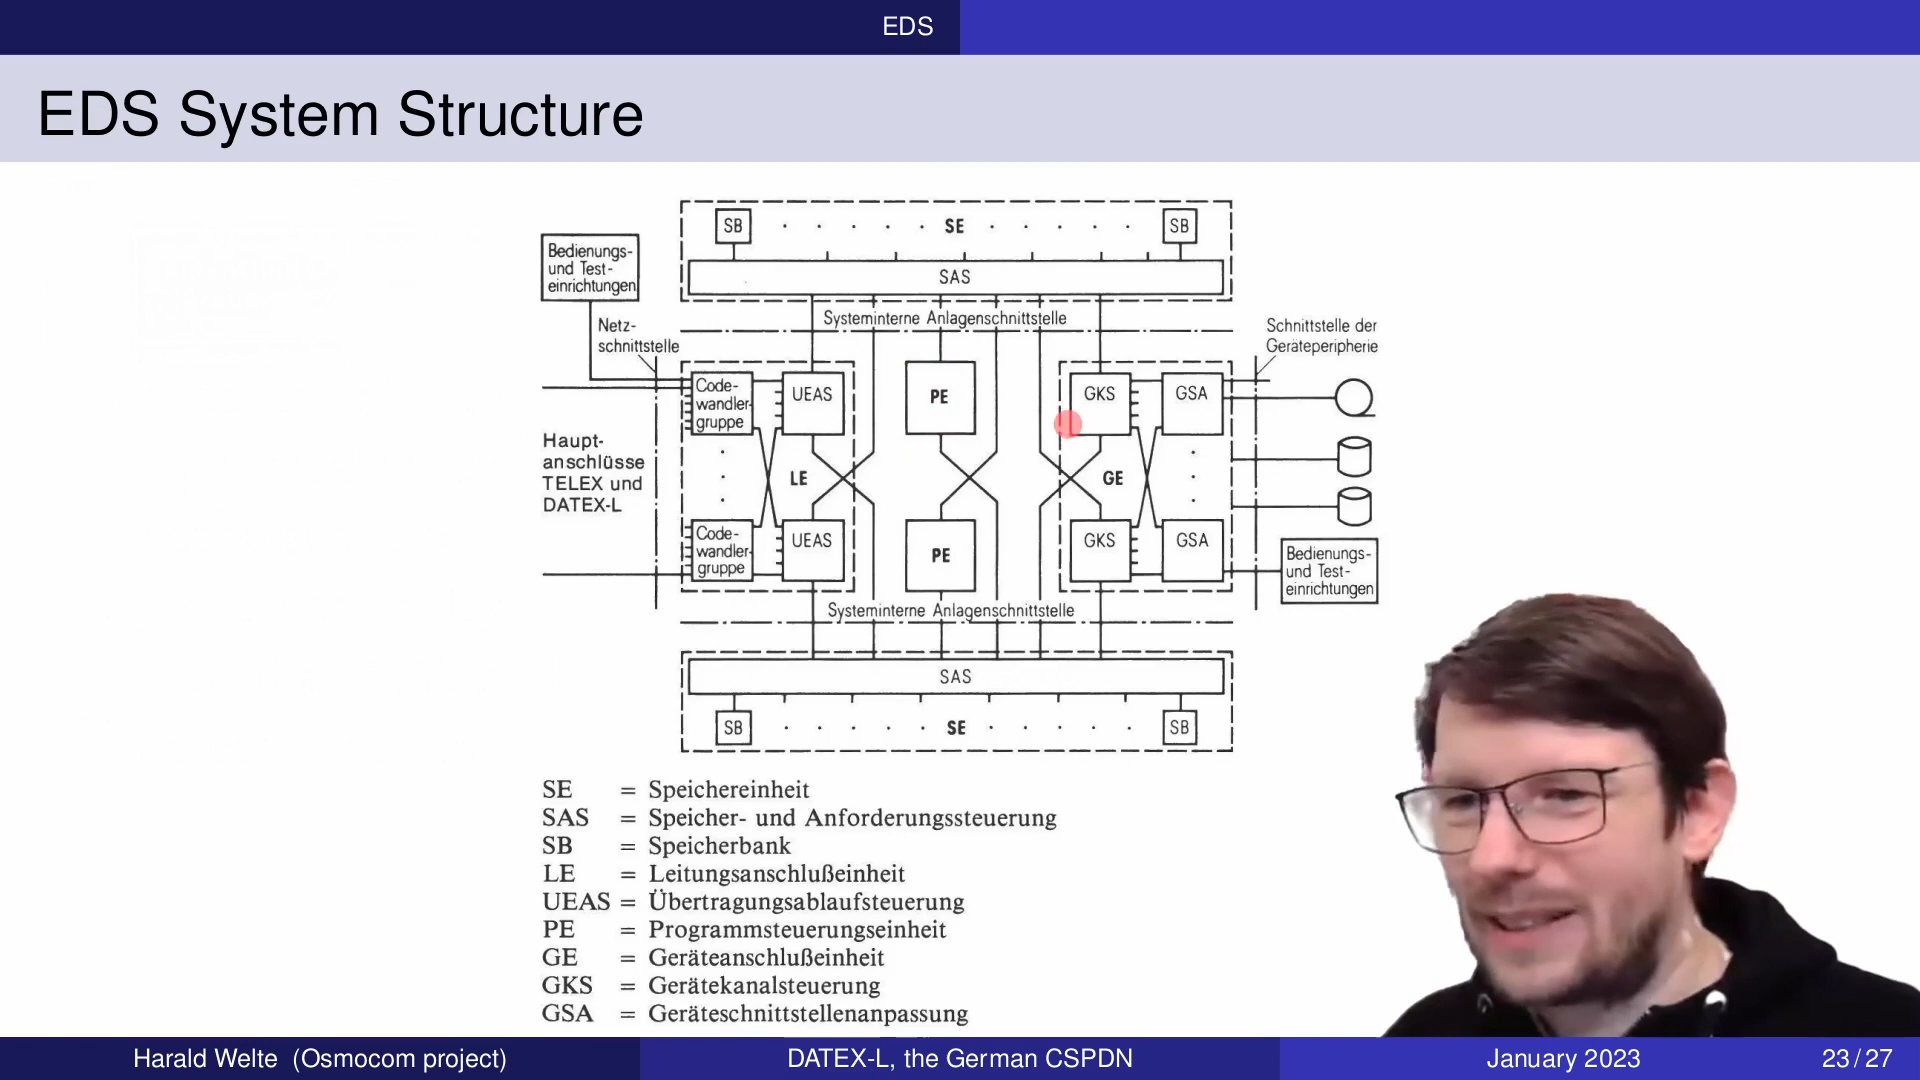 EDS
EDS System Structure
SB SE SB
SAS
Bedienungs-
und Test-
einrichtungen
Systeminterne Anlagenschnittstelle
Netz-
schnittstelle
Schnittstelle der
Geräteperipherie
Code-
wandler-
gruppe
UEAS
PE
GKS
GSA
Haupt-
anschlüsse
TELEX und
DATEX-L
LE
GE
Code-
wandler-
gruppe
UEAS
PE
GKS
GSA
Bedienungs-
und Test-
einrichtungen
Systeminterne Anlagenschnittstelle
SAS
SB SE SB
SE = Speichereinheit
SAS = Speicher- und Anforderungssteuerung
SB = Speicherbank
LE = Leitungsanschlußeinheit
UEAS = Übertragungsablaufsteuerung
PE = Programmsteuerungseinheit
GE = Geräteanschlußeinheit
GKS = Gerätekanalsteuerung
GSA = Geräteschnittstellenanpassung
Harald Welte (Osmocom project) DATEX-L, the German CSPDN January 2023 23/27